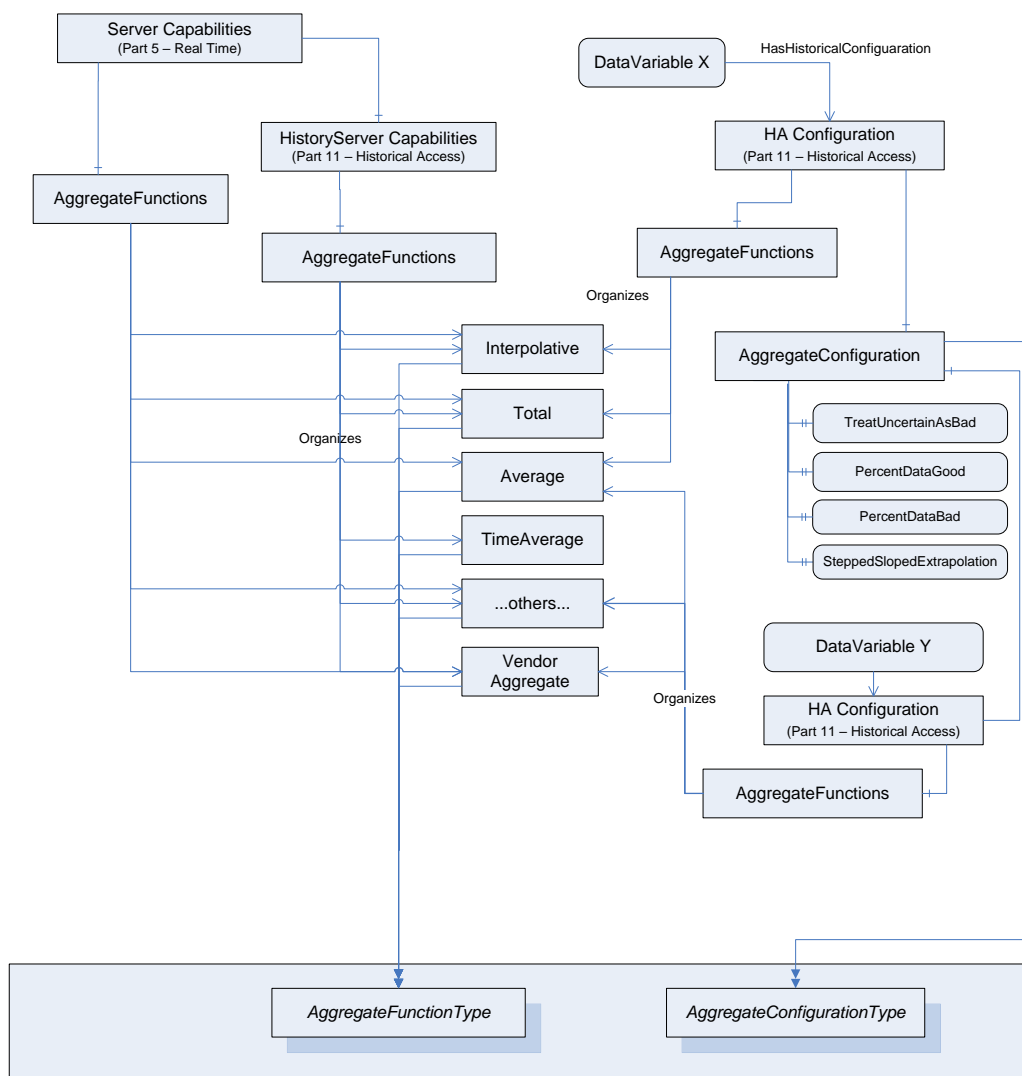 Server Capabilities
(Part 5 – Real Time)
DataVariable X
HasHistoricalConfiguaration
HistoryServer Capabilities
(Part 11 – Historical Access)
HA Configuration
(Part 11 – Historical Access)
AggregateFunctions
AggregateFunctions
AggregateFunctions
Organizes
Interpolative
AggregateConfiguration
Total
TreatUncertainAsBad
Organizes
Average
PercentDataGood
PercentDataBad
TimeAverage
SteppedSlopedExtrapolation
...others...
DataVariable Y
Vendor
Aggregate
Organizes
HA Configuration
(Part 11 – Historical Access)
AggregateFunctions
AggregateFunctionType
AggregateConfigurationType